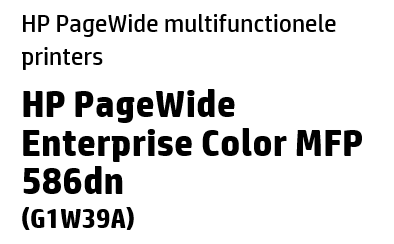 HP PageWide multifunctionele
printers
HP PageWide
Enterprise Color MFP
586dn
(G1W39A)